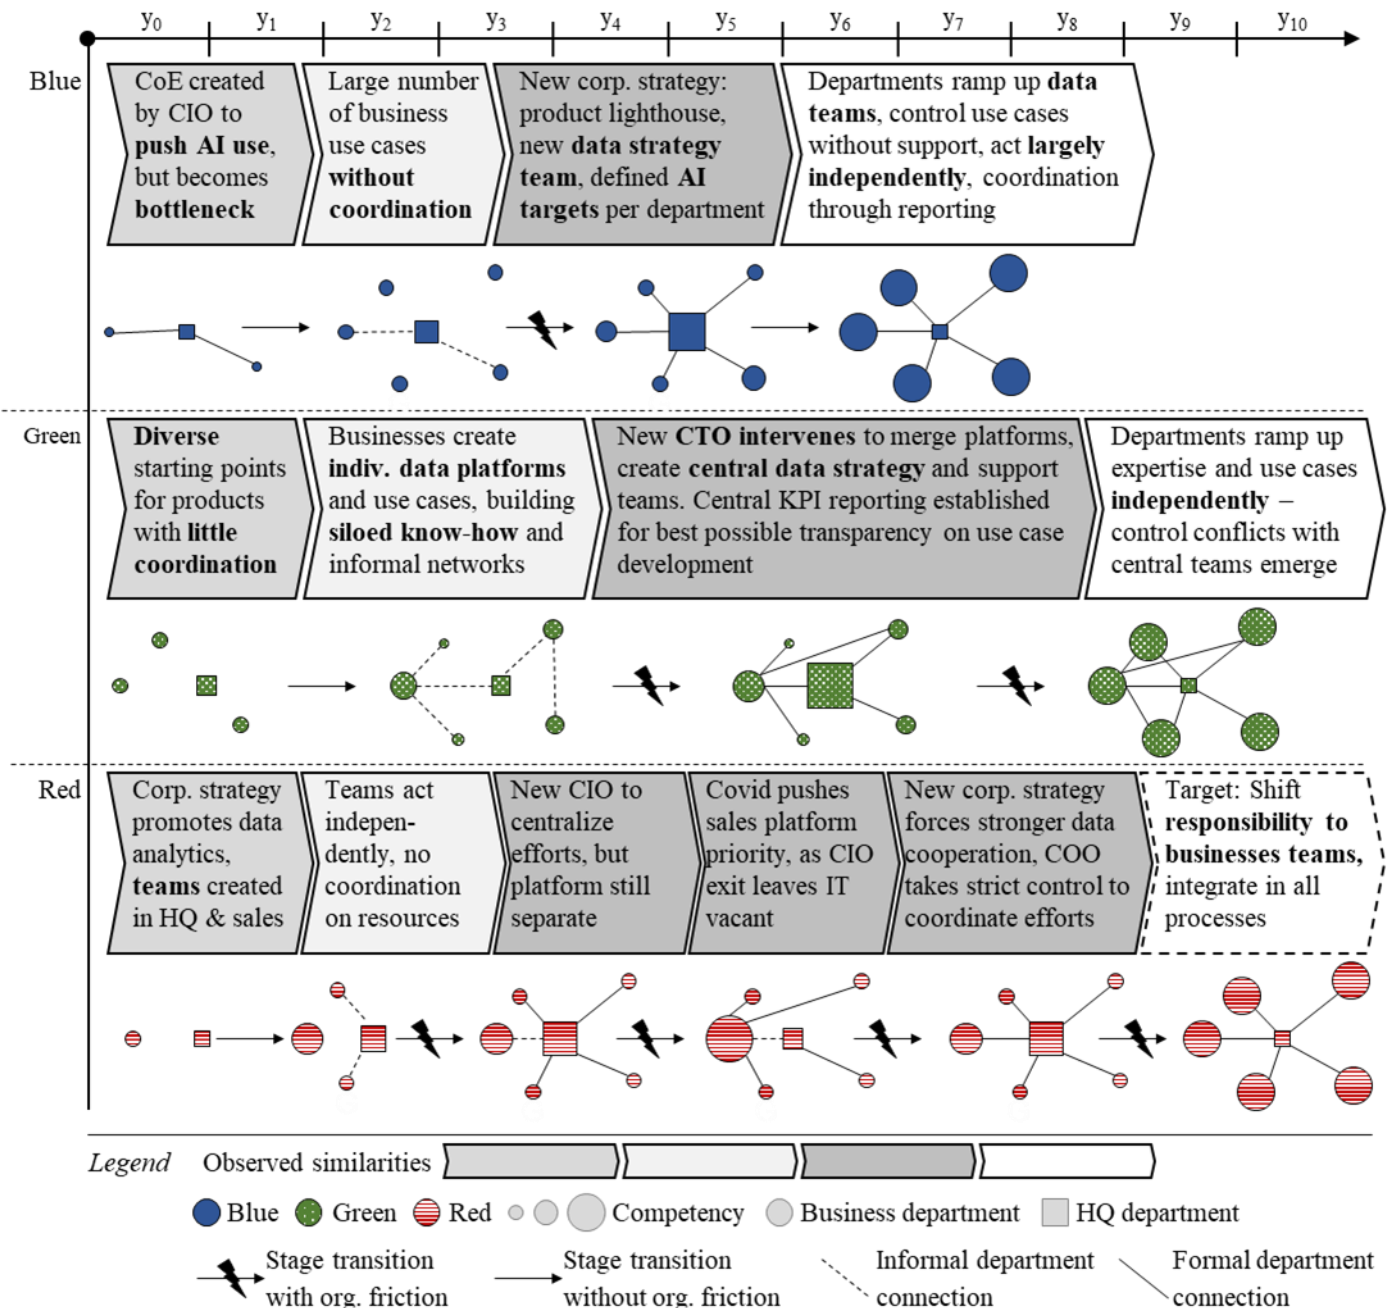 y0 y1 y2 y3 y4 y5 y6 y7 y8 y9 y10
Blue
CoE created
by CIO to
push AI use,
but becomes
bottleneck
Large number
of business
use cases
without
coordination
New corp. strategy:
product lighthouse,
new data strategy
team, defined AI
targets per department
Departments ramp up data
teams, control use cases
without support, act largely
independently, coordination
through reporting
Green
Diverse
starting points
for products
with little
coordination
Businesses create
indiv. data platforms
and use cases, building
siloed know-how and
informal networks
New CTO intervenes to merge platforms,
create central data strategy and support
teams. Central KPI reporting established
for best possible transparency on use case
development
Departments ramp up
expertise and use cases
independently –
control conflicts with
central teams emerge
Red
Corp. strategy
promotes data
analytics,
teams created
in HQ & sales
Teams act
indepen-
dently, no
coordination
on resources
New CIO to
centralize
efforts, but
platform still
separate
Covid pushes
sales platform
priority, as CIO
exit leaves IT
vacant
New corp. strategy
forces stronger data
cooperation, COO
takes strict control to
coordinate efforts
Target: Shift
responsibility to
businesses teams,
integrate in all
processes
Legend Observed similarities
Blue Green Red Competency Business department HQ department
Stage transition
with org. friction
Stage transition
without org. friction
Informal department
connection
Formal department
connection